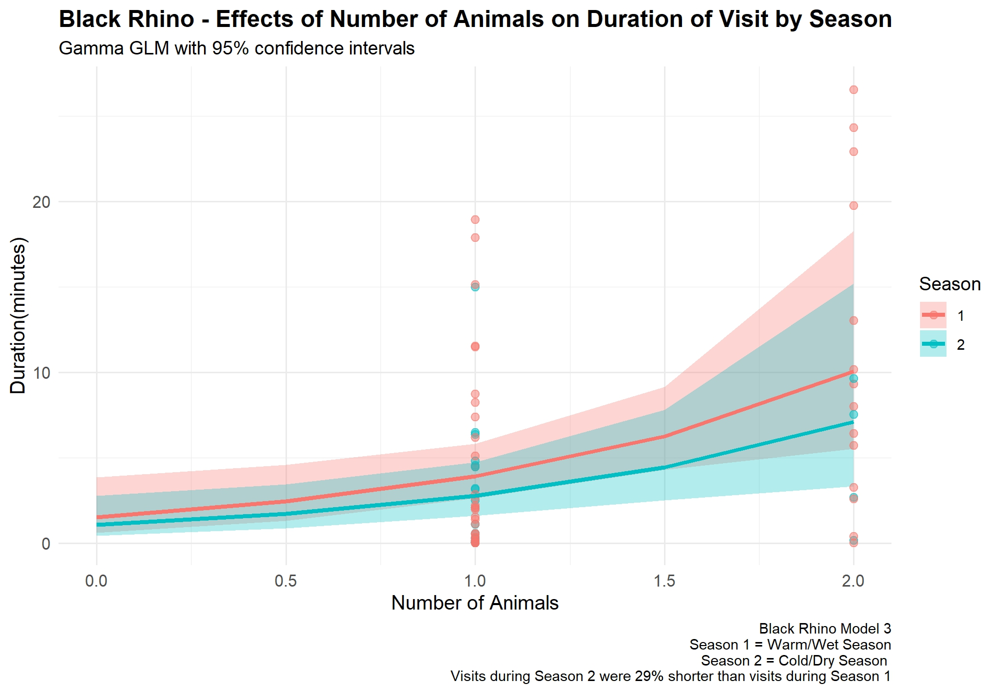 Black Rhino - Effects of Number of Animals on Duration of Visit by Season
Gamma GLM with 95% confidence intervals
Duration(minutes)
20
10
0
0.0 0.5 1.0 1.5 2.0
Number of Animals
Season
1
2
Black Rhino Model 3
Season 1 = Warm/Wet Season
Season 2 = Cold/Dry Season
Visits during Season 2 were 29% shorter than visits during Season 1